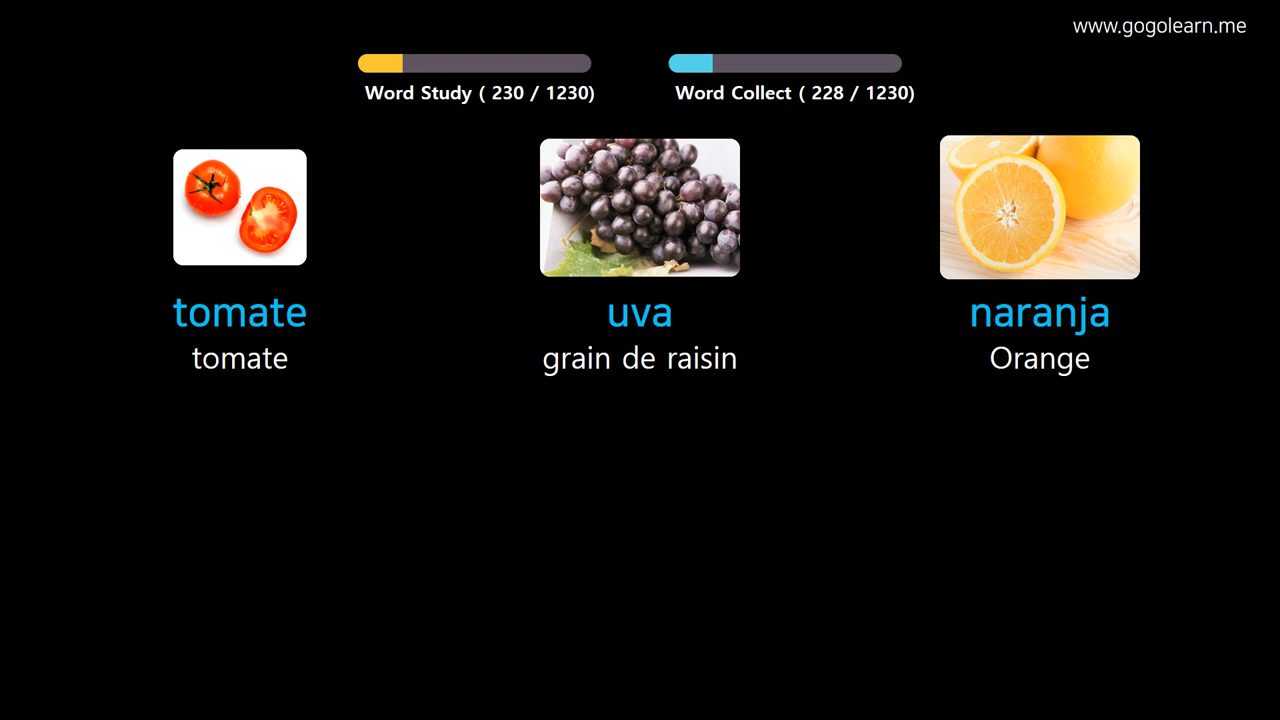 www.gogolearn.me
Word Study ( 230 / 1230)
Word Collect ( 228 / 1230)
tomate
tomate
uva
grain de raisin
naranja
Orange